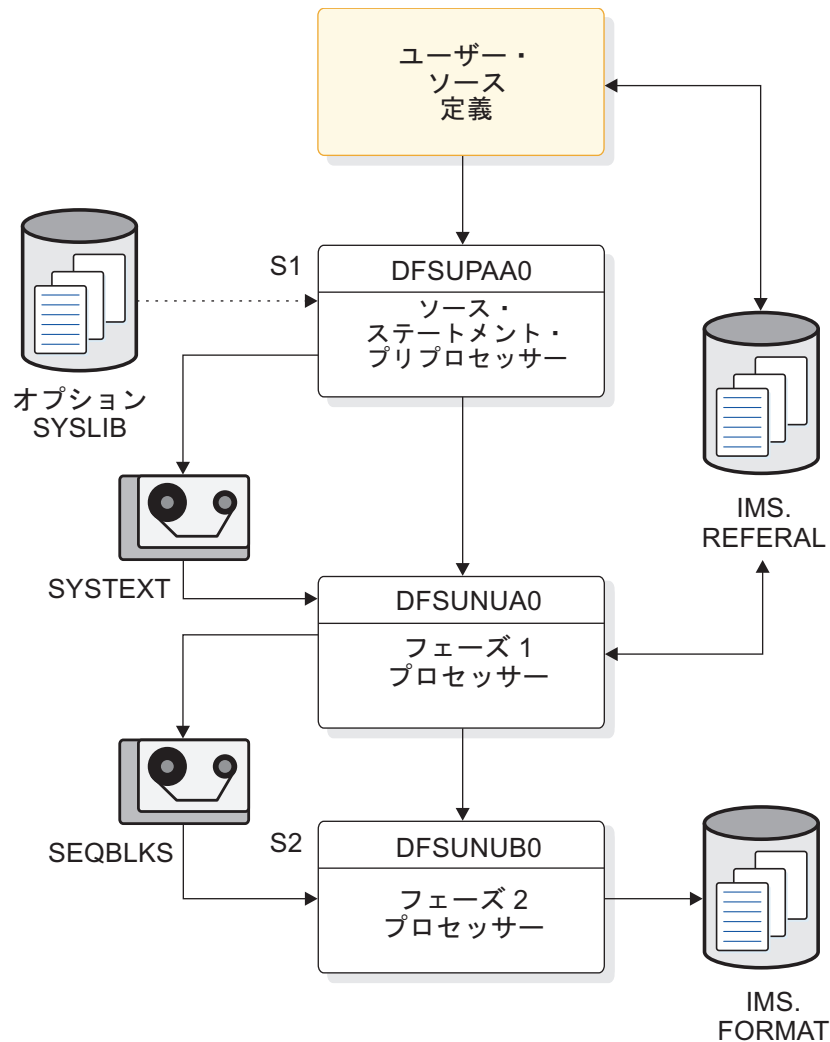 ユーザー・
ソース
定義
S1
DFSUPAA0
ソース・
ステートメント・
プリプロセッサー
オプション
SYSLIB
IMS.
REFERAL
SYSTEXT
DFSUNUA0
フェーズ 1
プロセッサー
SEQBLKS
S2
DFSUNUB0
フェーズ 2
プロセッサー
IMS.
FORMAT